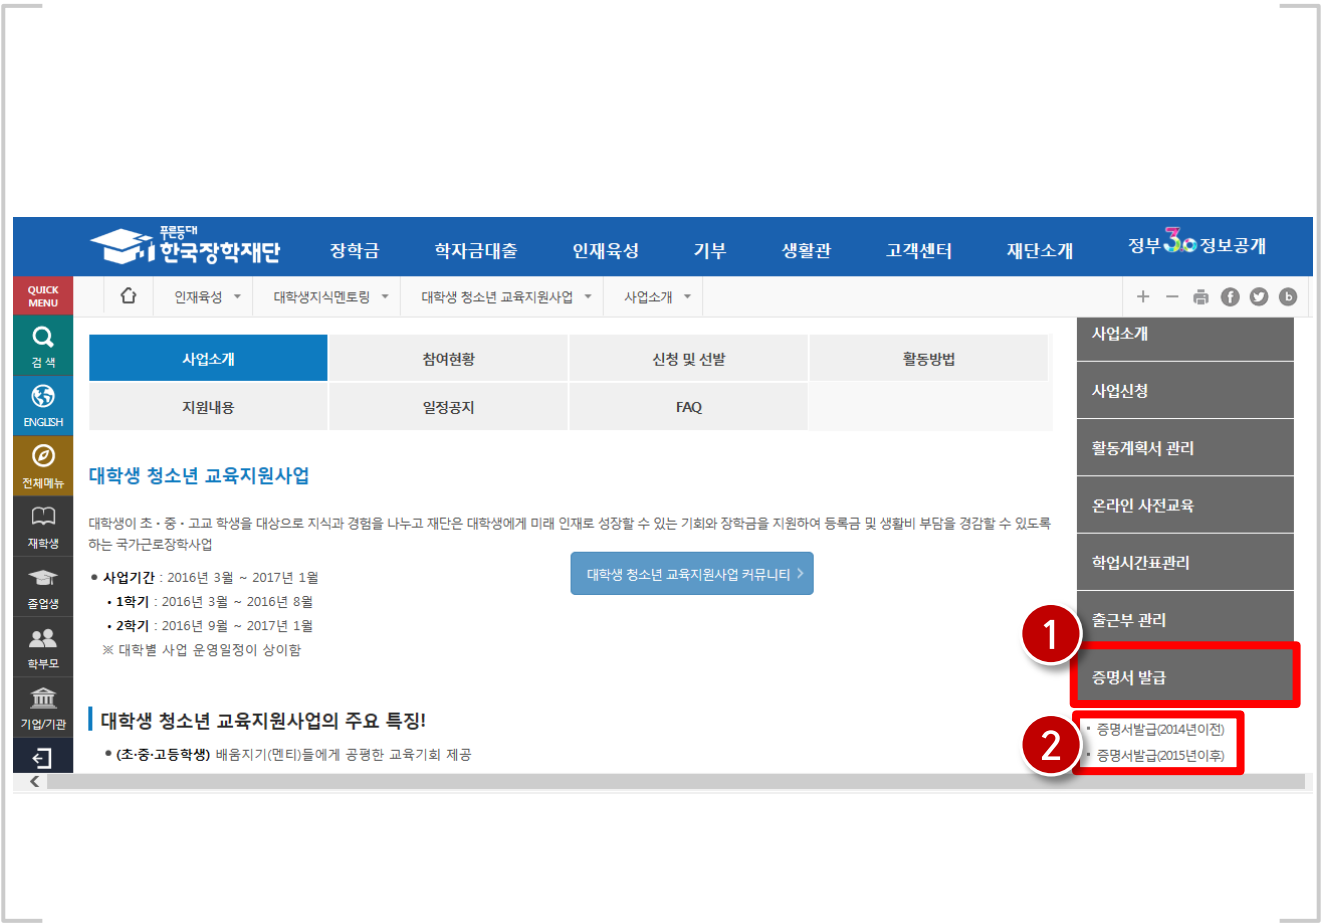 푸른등대
한국장학재단
장학금 학자금대출 인재육성 기부 생활관 고객센터 재단소개 정부3.0정보공개
QUICK
MENU
인재육성 대학생지식멘토링 대학생 청소년 교육지원사업 사업소개
검색
ENGLISH
전체메뉴
재학생
졸업생
학부모
기업/기관
사업소개 참여현황 신청 및 선발 활동방법
지원내용 일정공지 FAQ
대학생 청소년 교육지원사업
대학생이 초・중・고교 학생을 대상으로 지식과 경험을 나누고 재단은 대학생에게 미래 인재로 성장할 수 있는 기회와 장학금을 지원하여 등록금 및 생활비 부담을 경감할 수 있도록
하는 국가근로장학사업
● 사업기간 : 2016년 3월 ~ 2017년 1월
• 1학기 : 2016년 3월 ~ 2016년 8월
• 2학기 : 2016년 9월 ~ 2017년 1월
※ 대학별 사업 운영일정이 상이함
대학생 청소년 교육지원사업 커뮤니티 >
대학생 청소년 교육지원사업의 주요 특징!
● (초·중·고등학생) 배움지기(멘티)들에게 공평한 교육기회 제공
사업소개
사업신청
활동계획서 관리
온라인 사전교육
학업시간표관리
출근부 관리
1
증명서 발급
2
• 증명서발급(2014년이전)
• 증명서발급(2015년이후)